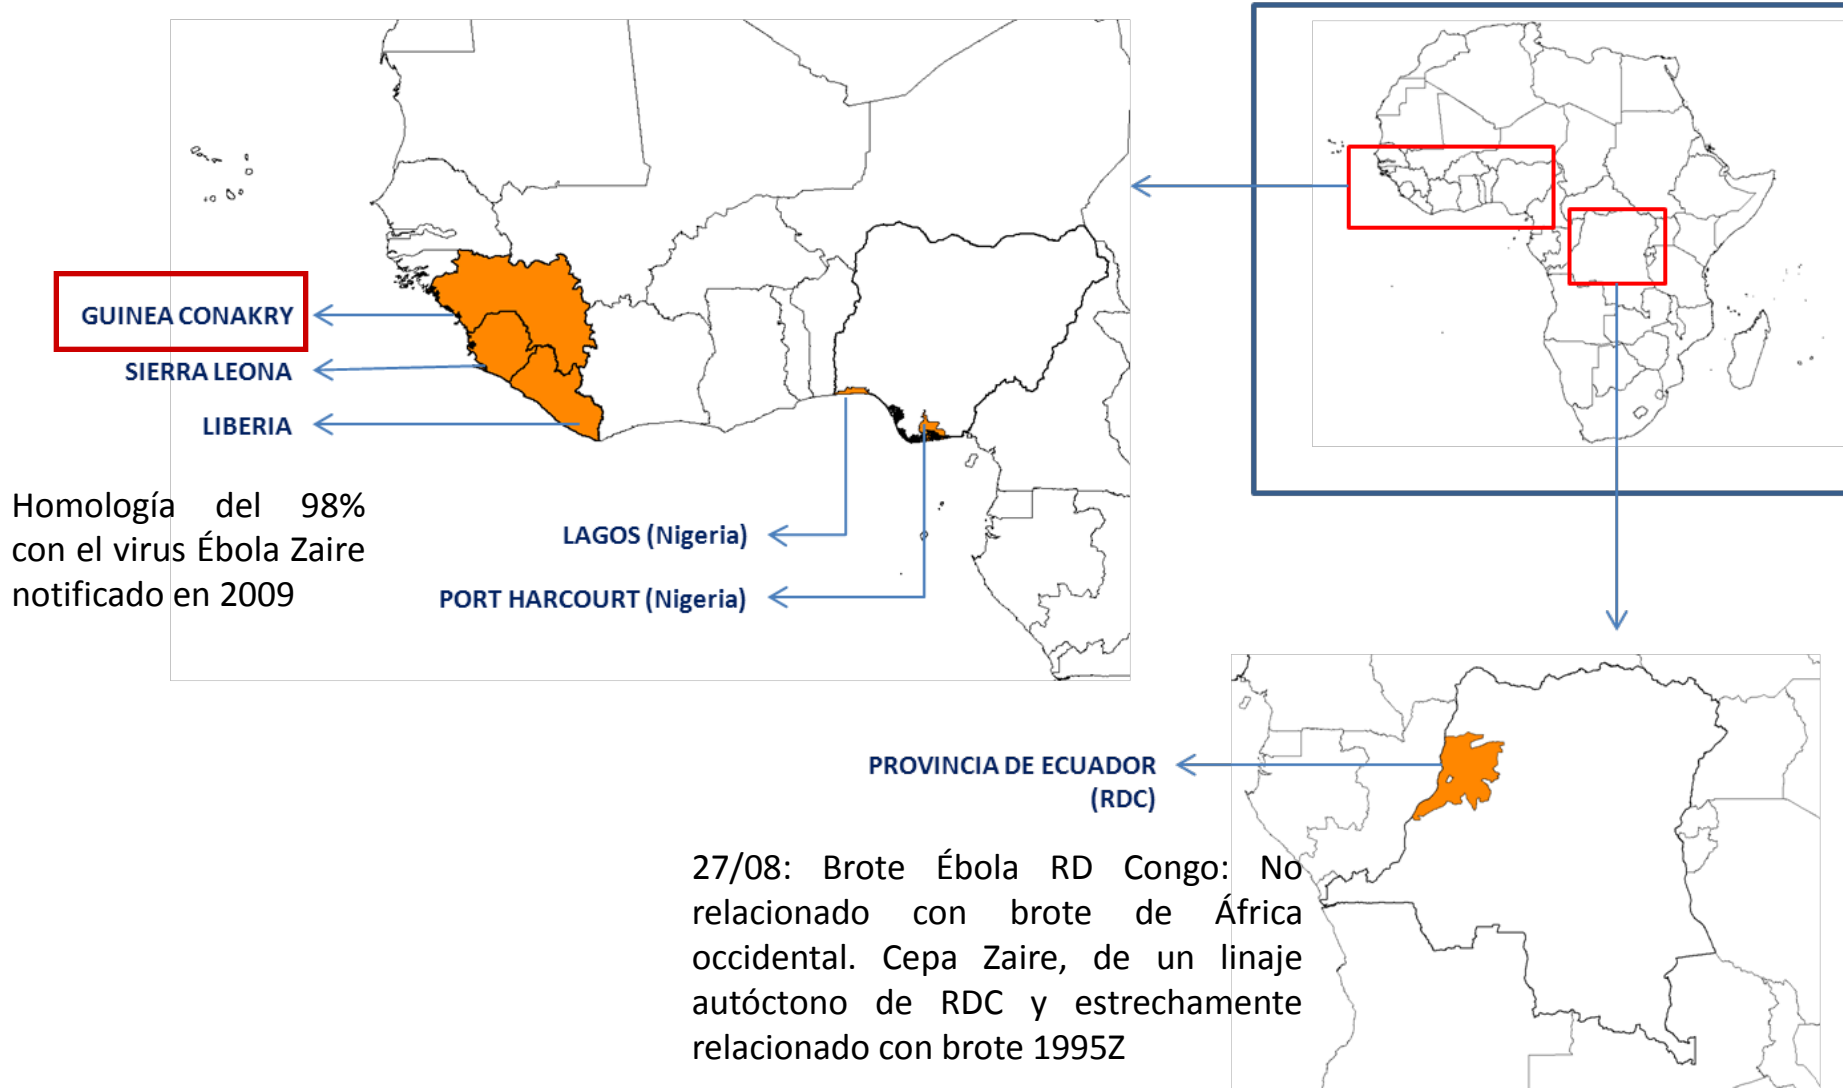 GUINEA CONAKRY
SIERRA LEONA
LIBERIA
Homología del 98%
con el virus Ébola Zaire
notificado en 2009
LAGOS (Nigeria)
PORT HARCOURT (Nigeria)
PROVINCIA DE ECUADOR
(RDC)
27/08: Brote Ébola RD Congo: No
relacionado con brote de África
occidental. Cepa Zaire, de un linaje
autóctono de RDC y estrechamente
relacionado con brote 1995Z